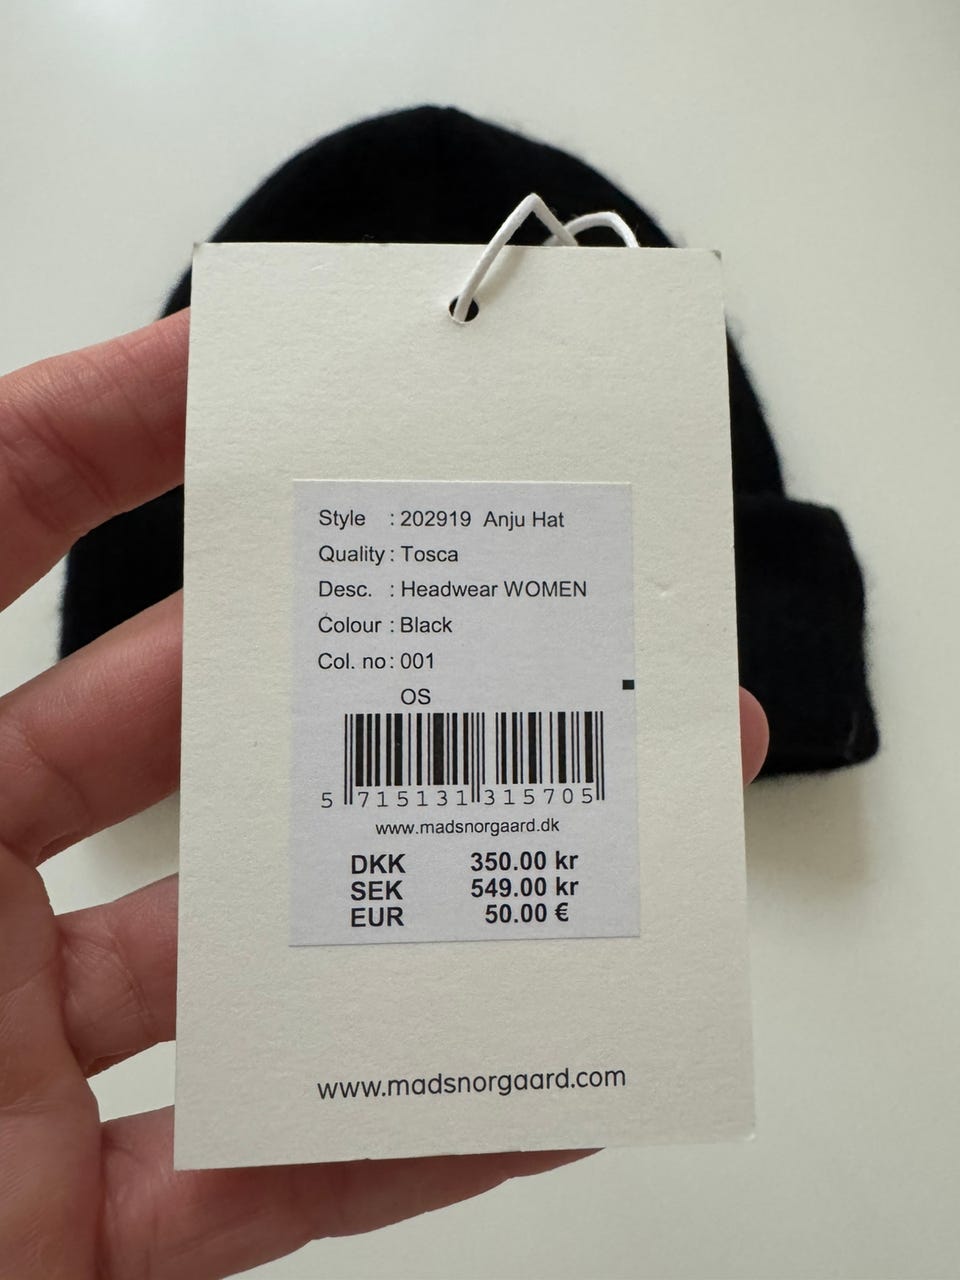 Style : 202919 Anju Hat
Quality : Tosca
Desc. : Headwear WOMEN
Colour : Black
Col. no : 001
OS
5 715131 315705
www.madsnorgaard.dk
DKK 350.00 kr
SEK 549.00 kr
EUR 50.00 €
www.madsnorgaard.com